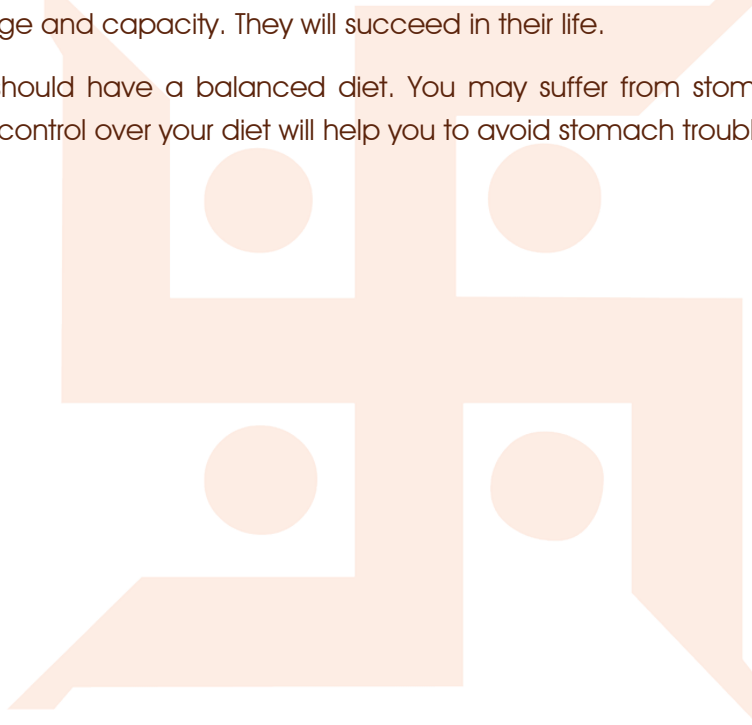 ge and capacity. They will succeed in their life.
should have a balanced diet. You may suffer from stom
control over your diet will help you to avoid stomach troubl